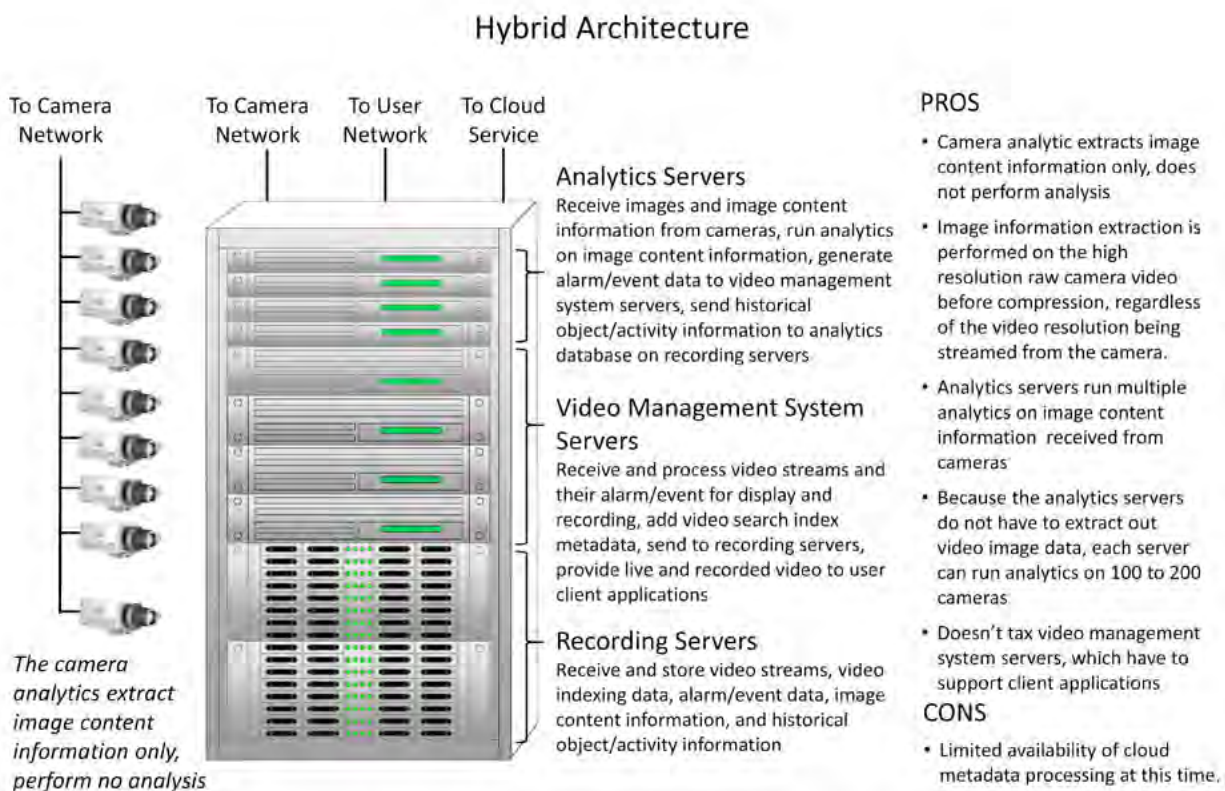 Hybrid Architecture
To Camera
Network
To Camera
Network
To User
Network
To Cloud
Service
The camera
analytics extract
image content
information only,
perform no analysis
Analytics Servers
Receive images and image content
information from cameras, run analytics
on image content information, generate
alarm/event data to video management
system servers, send historical
object/activity information to analytics
database on recording servers
Video Management System
Servers
Receive and process video streams and
their alarm/event for display and
recording, add video search index
metadata, send to recording servers,
provide live and recorded video to user
client applications
Recording Servers
Receive and store video streams, video
indexing data, alarm/event data, image
content information, and historical
object/activity information
PROS
• Camera analytic extracts image
content information only, does
not perform analysis
• Image information extraction is
performed on the high
resolution raw camera video
before compression, regardless
of the video resolution being
streamed from the camera.
• Analytics servers run multiple
analytics on image content
information received from
cameras
• Because the analytics servers
do not have to extract out
video image data, each server
can run analytics on 100 to 200
cameras
• Doesn't tax video management
system servers, which have to
support client applications
CONS
• Limited availability of cloud
metadata processing at this time.